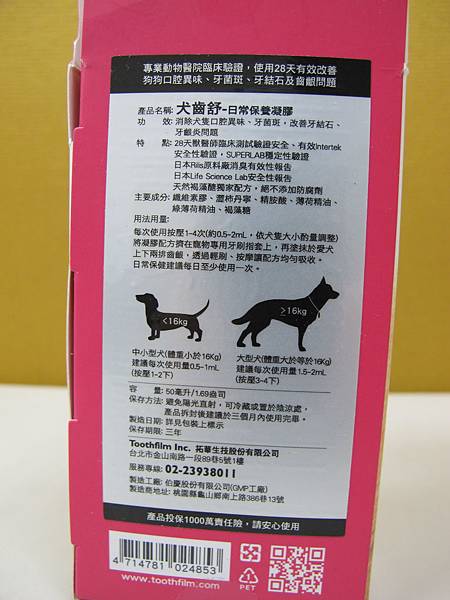 專業動物醫院臨床驗證，使用28天有效改善
狗狗口腔異味、牙菌斑、牙結石及齒齦問題
產品名稱: 犬齒舒-日常保養凝膠
功　　效: 消除犬隻口腔異味、牙菌斑，改善牙結石、
牙齦炎問題
特　　點: 28天獸醫師臨床測試驗證安全、有效Intertek
安全性驗證，SUPERLAB穩定性驗證
日本Rils原料廠消臭有效性報告
日本Life Science Lab安全性報告
天然褐藻醣獨家配方，絕不添加防腐劑
主要成分: 纖維素膠、澀柿丹寧、精胺酸、薄荷精油、
綠薄荷精油、褐藻糖
用法用量:
每次使用按壓1~4次(約0.5~2mL，依犬隻大小酌量調整)
將凝膠配方擠在寵物專用牙刷指套上，再塗抹於愛犬
上下兩排齒齦，透過輕刷、按摩讓配方均勻吸收。
日常保健建議每日至少使用一次。
<16kg
≥16kg
中小型犬(體重小於16Kg)
建議每次使用量0.5~1mL
(按壓1~2下)
大型犬(體重大於等於16Kg)
建議每次使用量1.5~2mL
(按壓3~4下)
容　　量: 50毫升/1.69盎司
保存方法: 避免陽光直射，可冷藏或置於陰涼處，
產品拆封後建議於三個月內使用完畢。
製造日期: 詳見包裝上標示
保存期限: 三年
Toothfilm Inc. 拓華生技股份有限公司
台北市金山南路一段89巷5號1樓
服務專線: 02-23938011
製造工廠: 伯慶股份有限公司(GMP工廠)
製造商地址: 桃園縣龜山鄉南上路386巷13號
產品投保1000萬責任險，請安心使用
4 714781 024853
www.toothfilm.com
1
PET